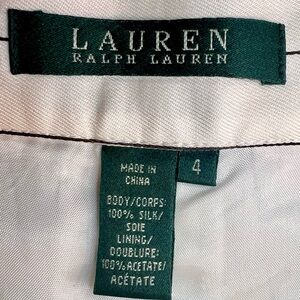 LAUREN
RALPH LAUREN
MADE IN
CHINA
4
BODY/CORPS:
100% SILK/
SOIE
LINING/
DOUBLURE:
100% ACETATE/
ACÉTATE